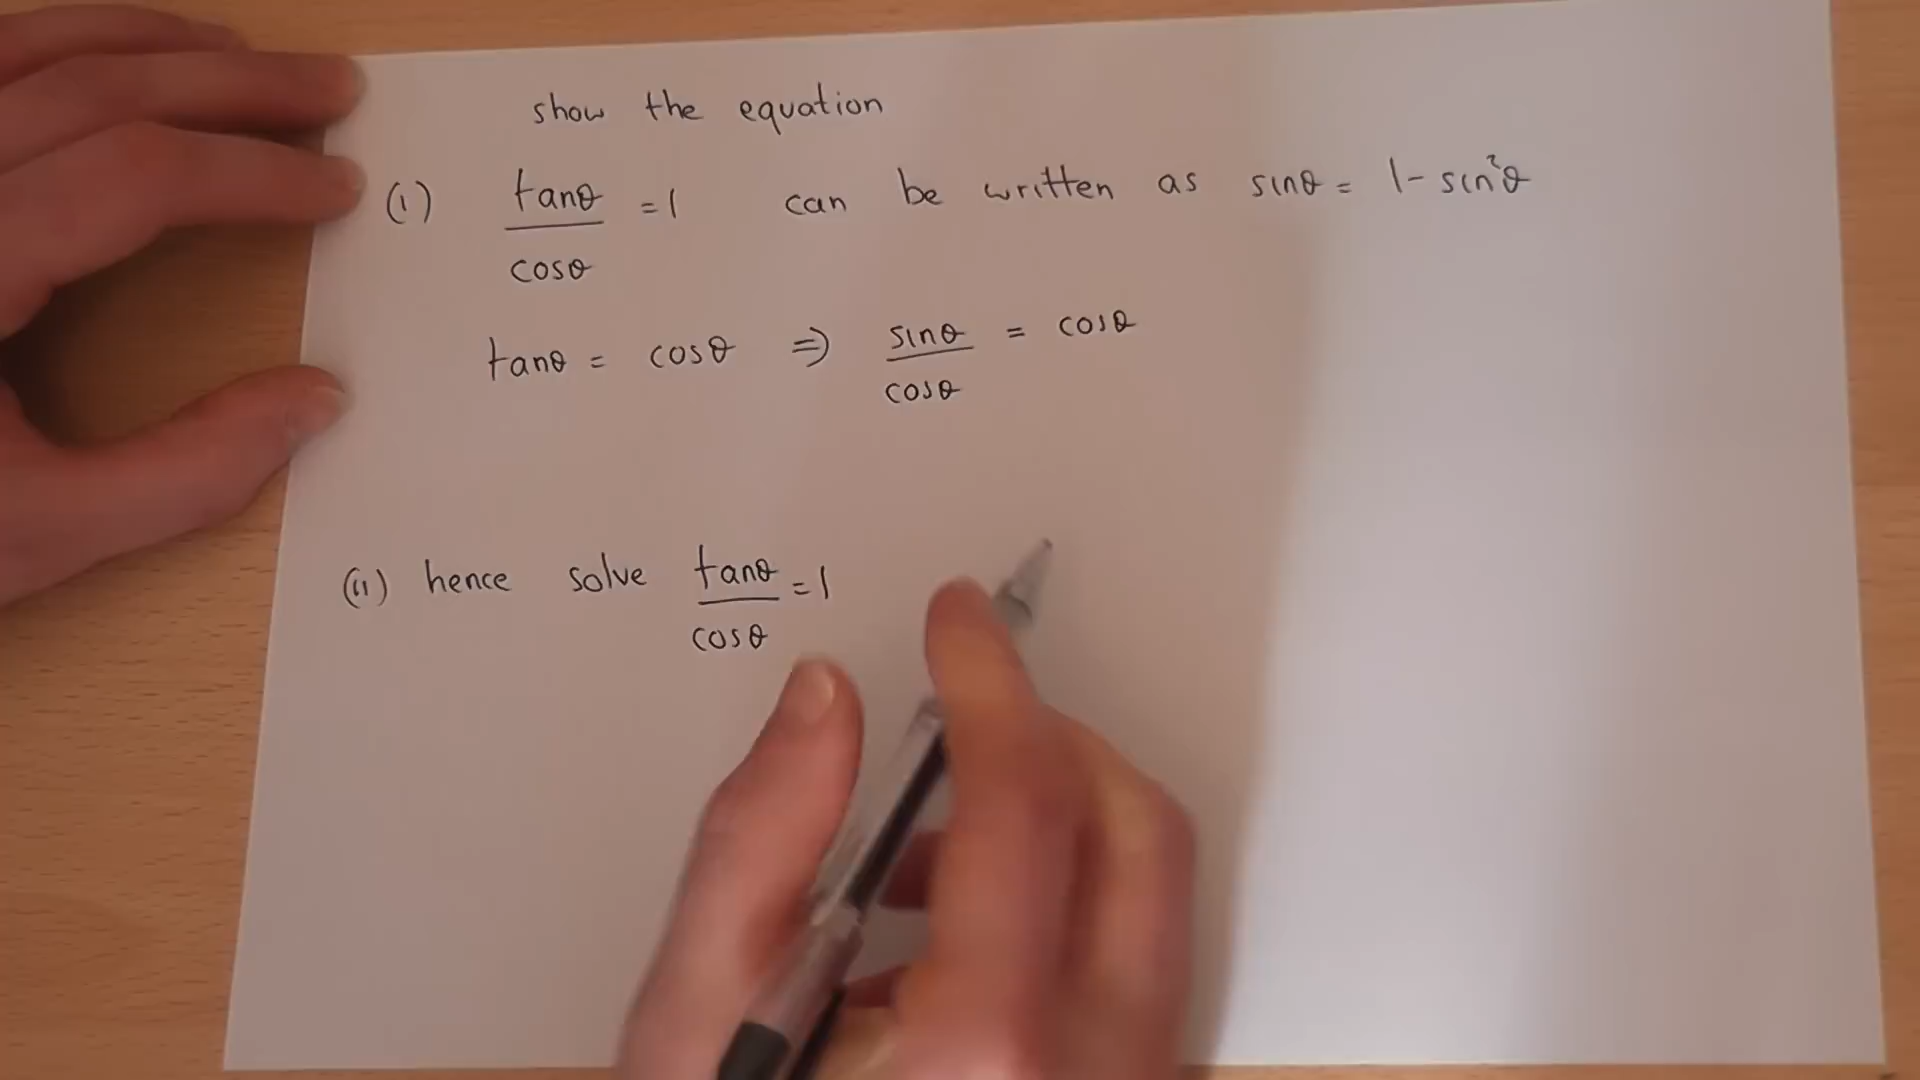 show the equation
(i) tanθ/cosθ = 1 can be written as sinθ = 1 - sin²θ
tanθ = cosθ ⇒ sinθ/cosθ = cosθ
(ii) hence solve tanθ/cosθ = 1